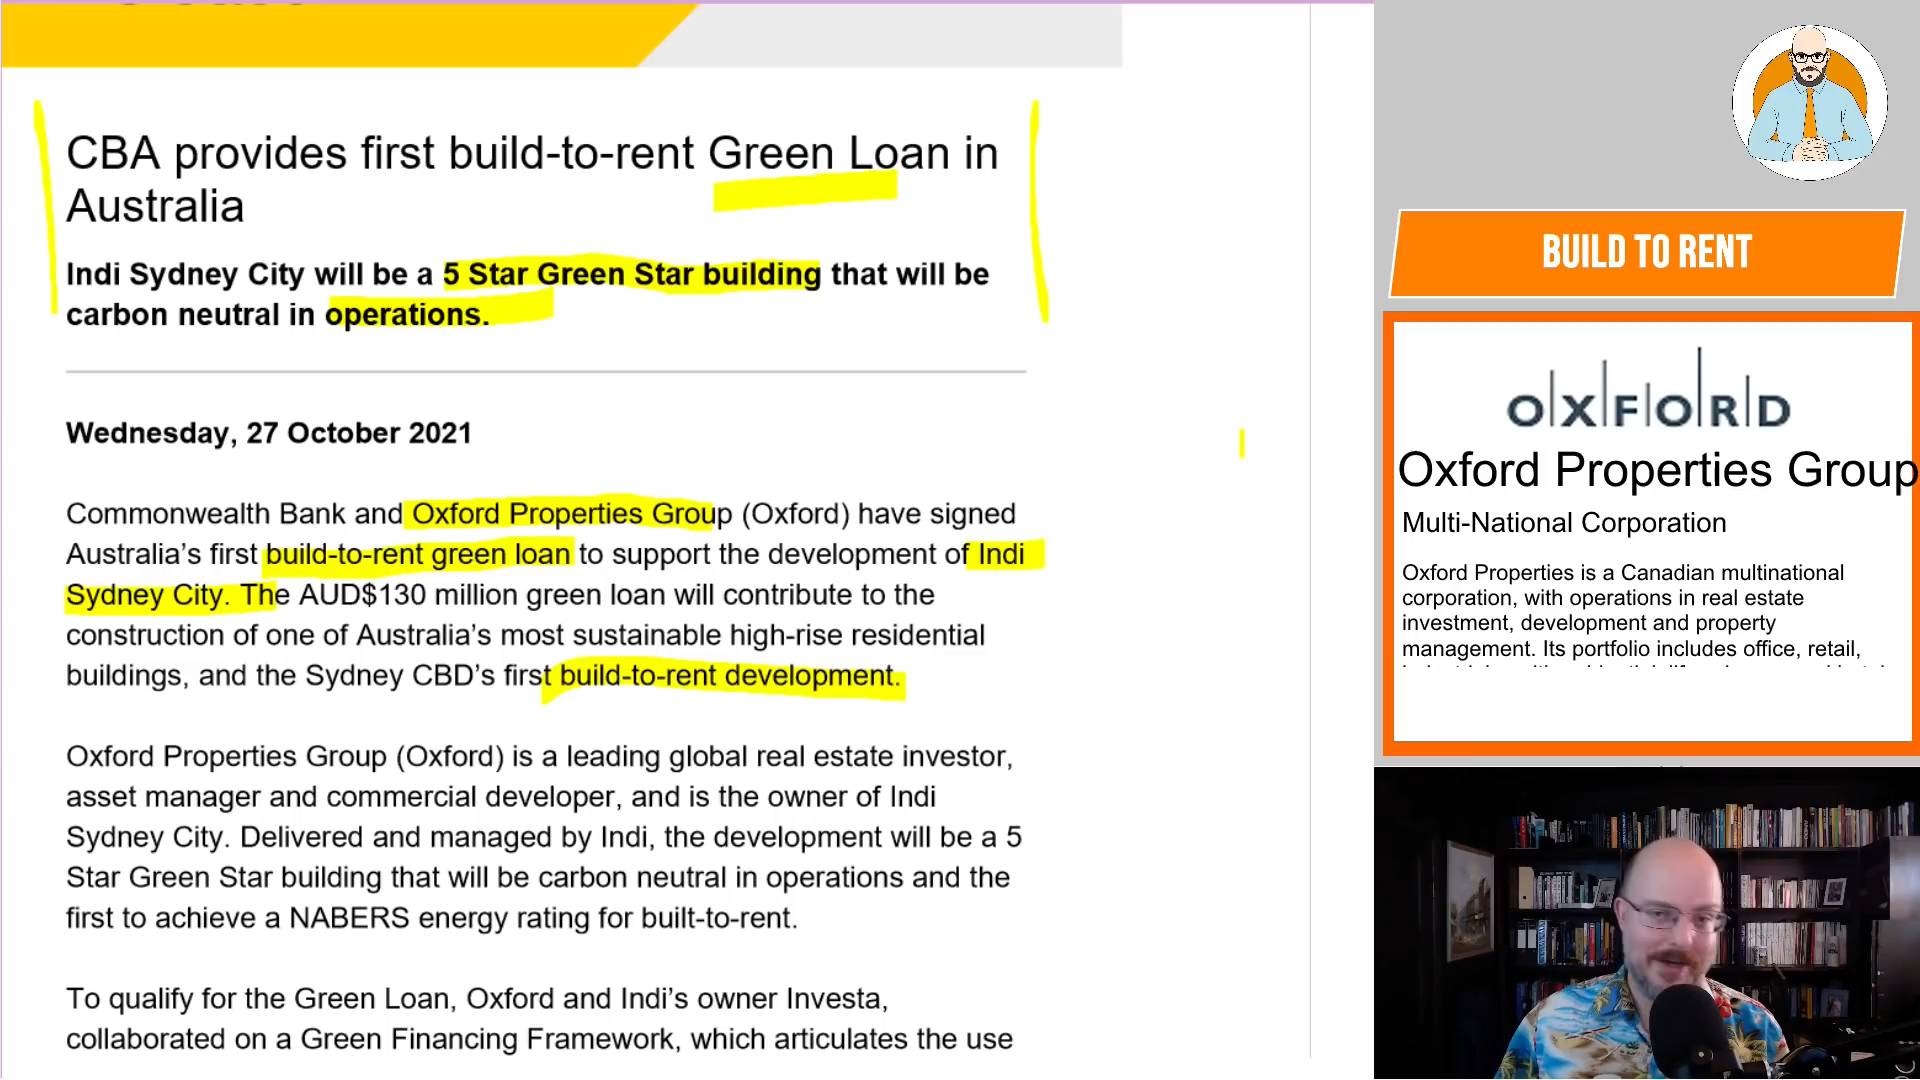 CBA provides first build-to-rent Green Loan in
Australia
Indi Sydney City will be a 5 Star Green Star building that will be
carbon neutral in operations.
Wednesday, 27 October 2021
Commonwealth Bank and Oxford Properties Group (Oxford) have signed
Australia’s first build-to-rent green loan to support the development of Indi
Sydney City. The AUD$130 million green loan will contribute to the
construction of one of Australia’s most sustainable high-rise residential
buildings, and the Sydney CBD’s first build-to-rent development.
Oxford Properties Group (Oxford) is a leading global real estate investor,
asset manager and commercial developer, and is the owner of Indi
Sydney City. Delivered and managed by Indi, the development will be a 5
Star Green Star building that will be carbon neutral in operations and the
first to achieve a NABERS energy rating for built-to-rent.
To qualify for the Green Loan, Oxford and Indi’s owner Investa,
collaborated on a Green Financing Framework, which articulates the use
BUILD TO RENT
OXFORD
Oxford Properties Group
Multi-National Corporation
Oxford Properties is a Canadian multinational
corporation, with operations in real estate
investment, development and property
management. Its portfolio includes office, retail,